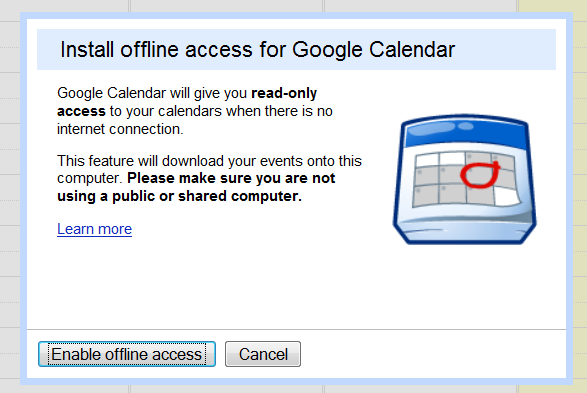 Install offline access for Google Calendar
Google Calendar will give you read-only
access to your calendars when there is no
internet connection.
This feature will download your events onto this
computer. Please make sure you are not
using a public or shared computer.
Learn more
Enable offline access
Cancel